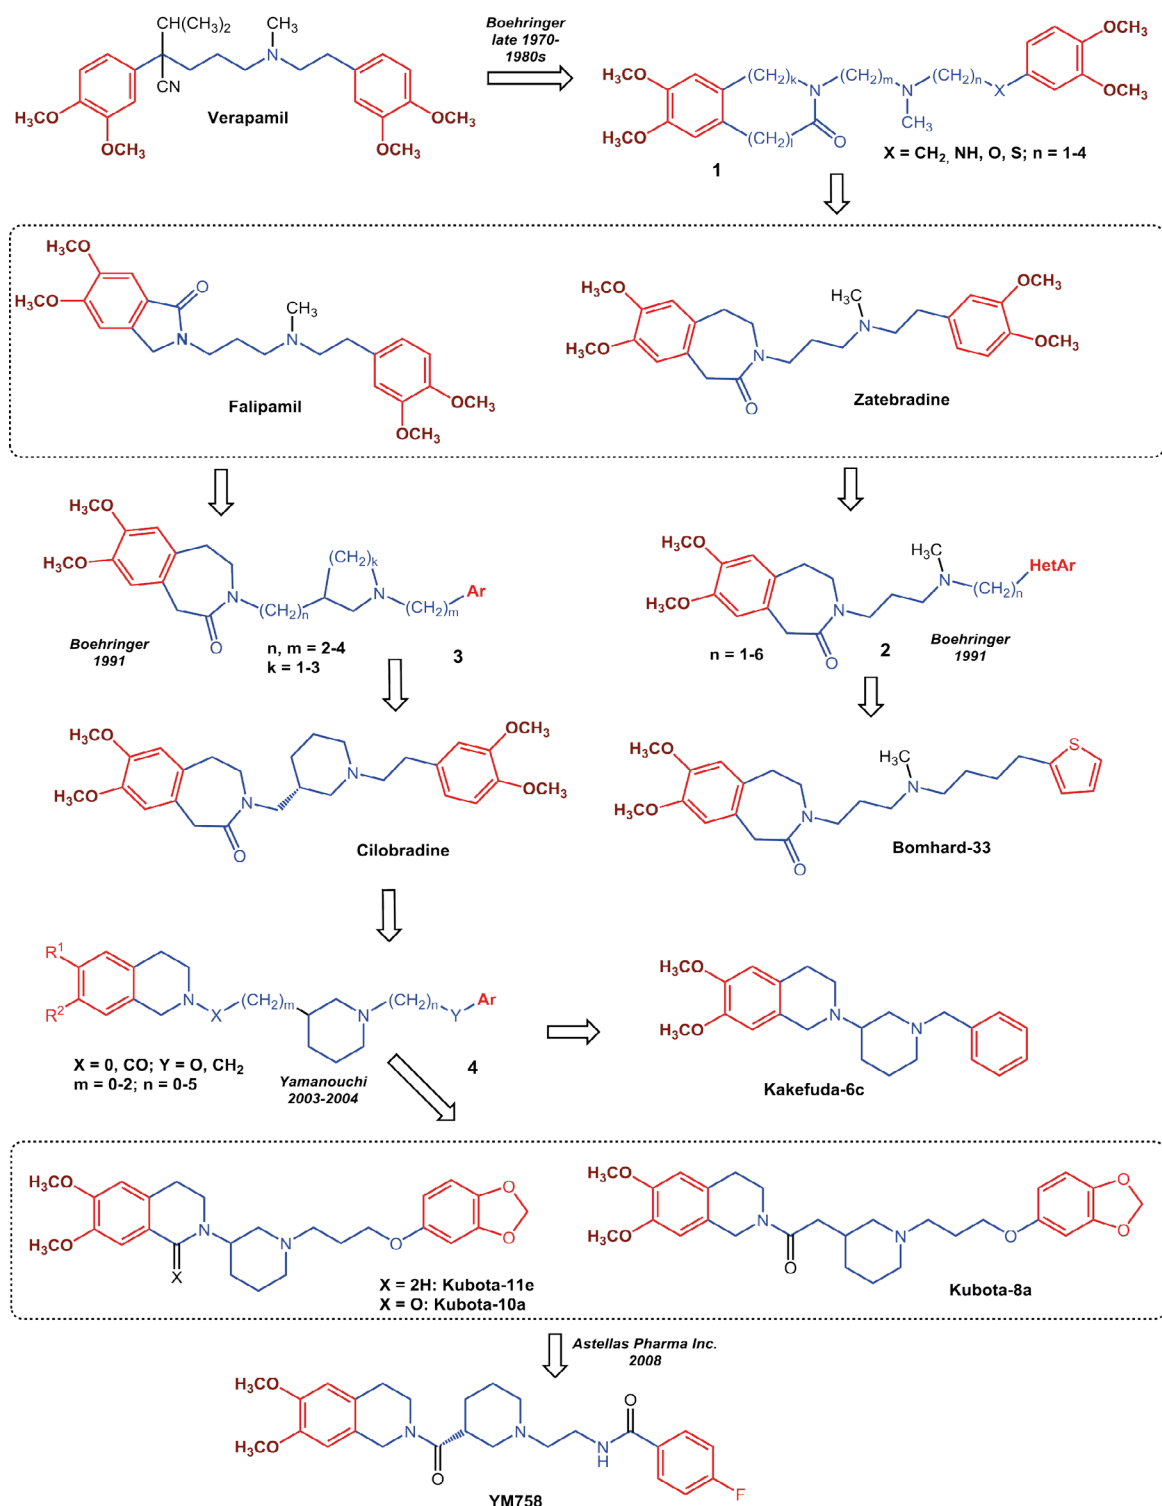 CH(CH3)2
CH3
N
CN
H3CO
OCH3
OCH3
OCH3
Verapamil
Boehringer
late 1970-
1980s
H3CO
H3CO
(CH2)k
N
(CH2)l
O
(CH2)m
N
CH3
(CH2)n
X
OCH3
OCH3
1
X = CH2, NH, O, S; n = 1-4
H3CO
H3CO
O
N
CH3
N
OCH3
OCH3
Falipamil
H3CO
H3CO
N
O
H3C
N
OCH3
OCH3
Zatebradine
H3CO
H3CO
N
O
(CH2)n
(CH2)k
N
(CH2)m
Ar
Boehringer
1991
n, m = 2-4
k = 1-3
3
H3CO
H3CO
N
O
H3C
N
(CH2)n
HetAr
n = 1-6
2
Boehringer
1991
H3CO
H3CO
N
O
N
OCH3
OCH3
Cilobradine
H3CO
H3CO
N
O
H3C
N
S
Bomhard-33
R1
R2
N
X
(CH2)m
N
(CH2)n
Y
Ar
X = 0, CO; Y = O, CH2
m = 0-2; n = 0-5
Yamanouchi
2003-2004
4
H3CO
H3CO
N
N
Kakefuda-6c
H3CO
H3CO
N
X
N
O
O
O
X = 2H: Kubota-11e
X = O: Kubota-10a
H3CO
H3CO
N
O
N
O
O
O
Kubota-8a
Astellas Pharma Inc.
2008
H3CO
H3CO
N
O
N
N
H
O
F
YM758